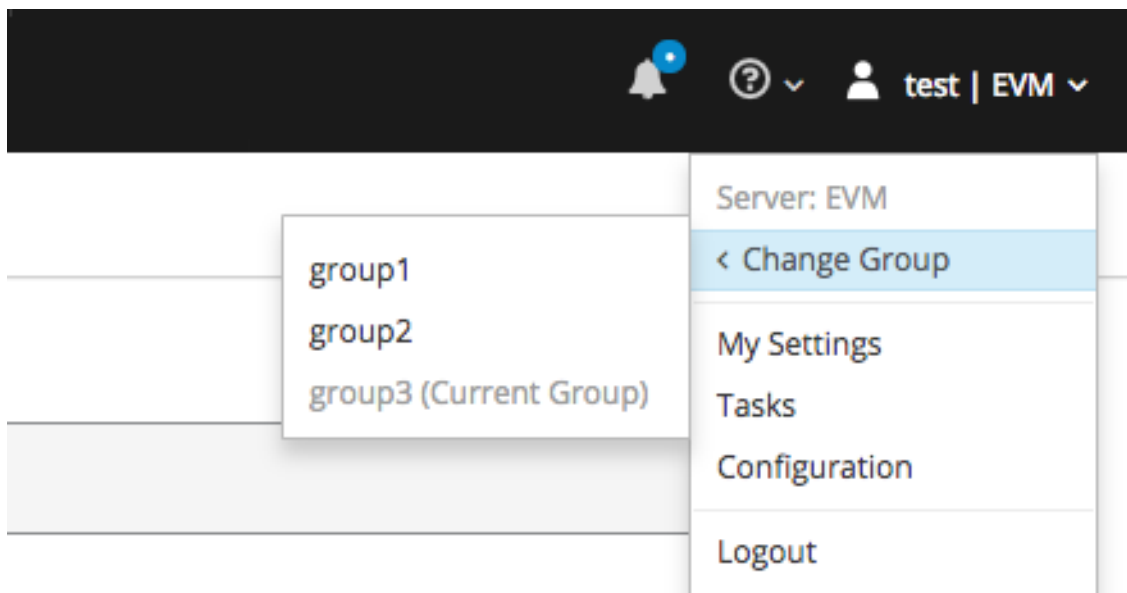 test | EVM
Server: EVM
< Change Group
group1
group2
group3 (Current Group)
My Settings
Tasks
Configuration
Logout